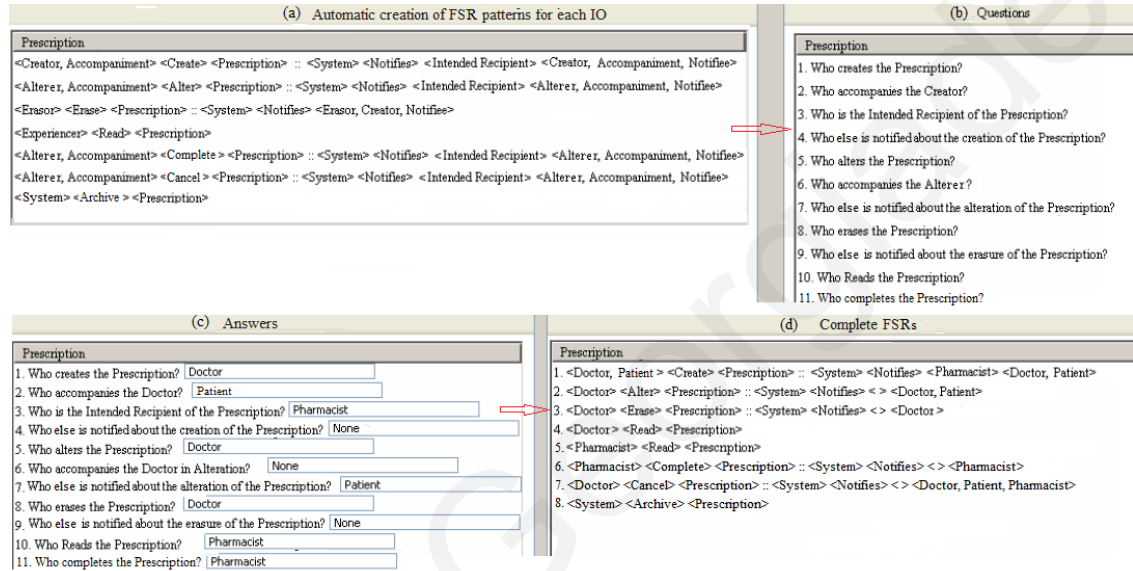 (a) Automatic creation of FSR patterns for each IO
Prescription
<Creator, Accompaniment> <Create> <Prescription> :: <System> <Notifies> <Intended Recipient> <Creator, Accompaniment, Notifiee>
<Alterer, Accompaniment> <Alter> <Prescription> :: <System> <Notifies> <Intended Recipient> <Alterer, Accompaniment, Notifiee>
<Erasor> <Erase> <Prescription> :: <System> <Notifies> <Erasor, Creator, Notifiee>
<Experiencer> <Read> <Prescription>
<Alterer, Accompaniment> <Complete> <Prescription> :: <System> <Notifies> <Intended Recipient> <Alterer, Accompaniment, Notifiee>
<Alterer, Accompaniment> <Cancel> <Prescription> :: <System> <Notifies> <Intended Recipient> <Alterer, Accompaniment, Notifiee>
<System> <Archive> <Prescription>
(b) Questions
Prescription
1. Who creates the Prescription?
2. Who accompanies the Creator?
3. Who is the Intended Recipient of the Prescription?
4. Who else is notified about the creation of the Prescription?
5. Who alters the Prescription?
6. Who accompanies the Alterer?
7. Who else is notified about the alteration of the Prescription?
8. Who erases the Prescription?
9. Who else is notified about the erasure of the Prescription?
10. Who Reads the Prescription?
11. Who completes the Prescription?
(c) Answers
Prescription
1. Who creates the Prescription? Doctor
2. Who accompanies the Doctor? Patient
3. Who is the Intended Recipient of the Prescription? Pharmacist
4. Who else is notified about the creation of the Prescription? None
5. Who alters the Prescription? Doctor
6. Who accompanies the Doctor in Alteration? None
7. Who else is notified about the alteration of the Prescription? Patient
8. Who erases the Prescription? Doctor
9. Who else is notified about the erasure of the Prescription? None
10. Who Reads the Prescription? Pharmacist
11. Who completes the Prescription? Pharmacist
(d) Complete FSRs
Prescription
1. <Doctor, Patient> <Create> <Prescription> :: <System> <Notifies> <Pharmacist> <Doctor, Patient>
2. <Doctor> <Alter> <Prescription> :: <System> <Notifies> <> <Doctor, Patient>
3. <Doctor> <Erase> <Prescription> :: <System> <Notifies> <> <Doctor>
4. <Doctor> <Read> <Prescription>
5. <Pharmacist> <Read> <Prescription>
6. <Pharmacist> <Complete> <Prescription> :: <System> <Notifies> <> <Pharmacist>
7. <Doctor> <Cancel> <Prescription> :: <System> <Notifies> <> <Doctor, Patient, Pharmacist>
8. <System> <Archive> <Prescription>